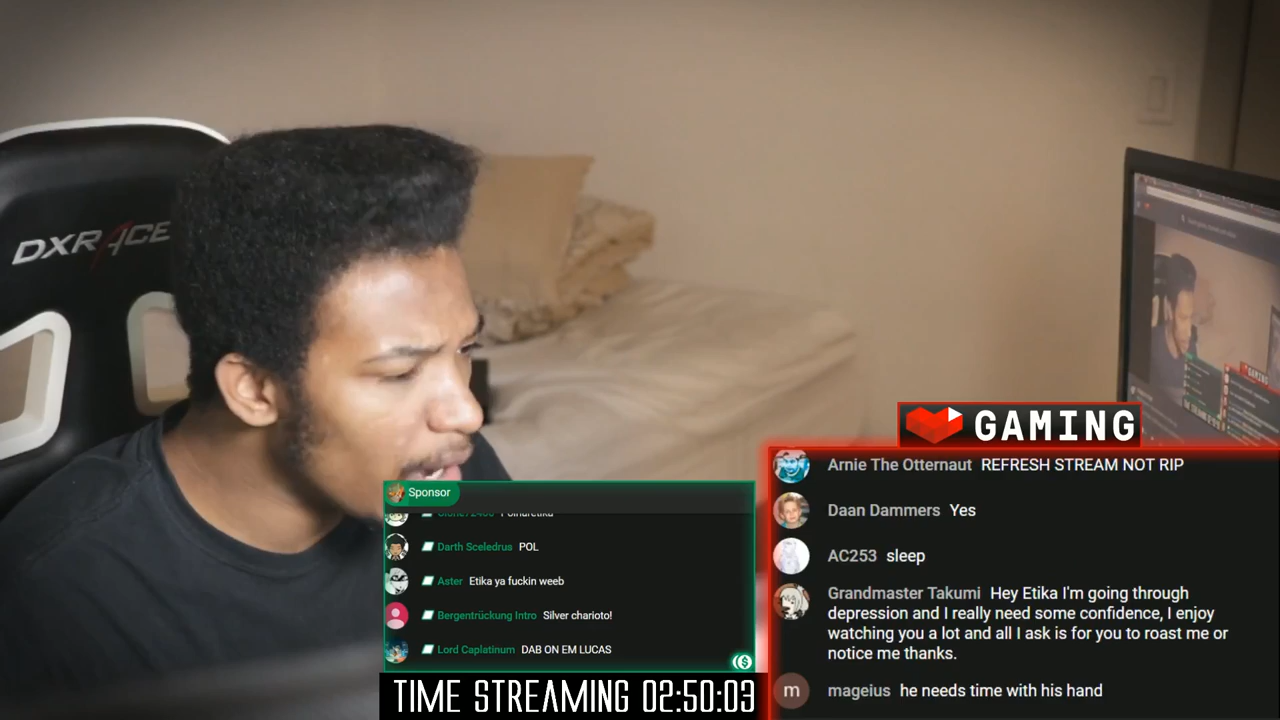 DXRACE
GAMING
Arnie The Otternaut REFRESH STREAM NOT RIP
Daan Dammers Yes
AC253 sleep
Grandmaster Takumi Hey Etika I'm going through
depression and I really need some confidence, I enjoy
watching you a lot and all I ask is for you to roast me or
notice me thanks.
m mageius he needs time with his hand
Sponsor
Darth Sceledrus POL
Aster Etika ya fuckin weeb
Bergentrückung Intro Silver charioto!
Lord Caplatinum DAB ON EM LUCAS
TIME STREAMING 02:50:03